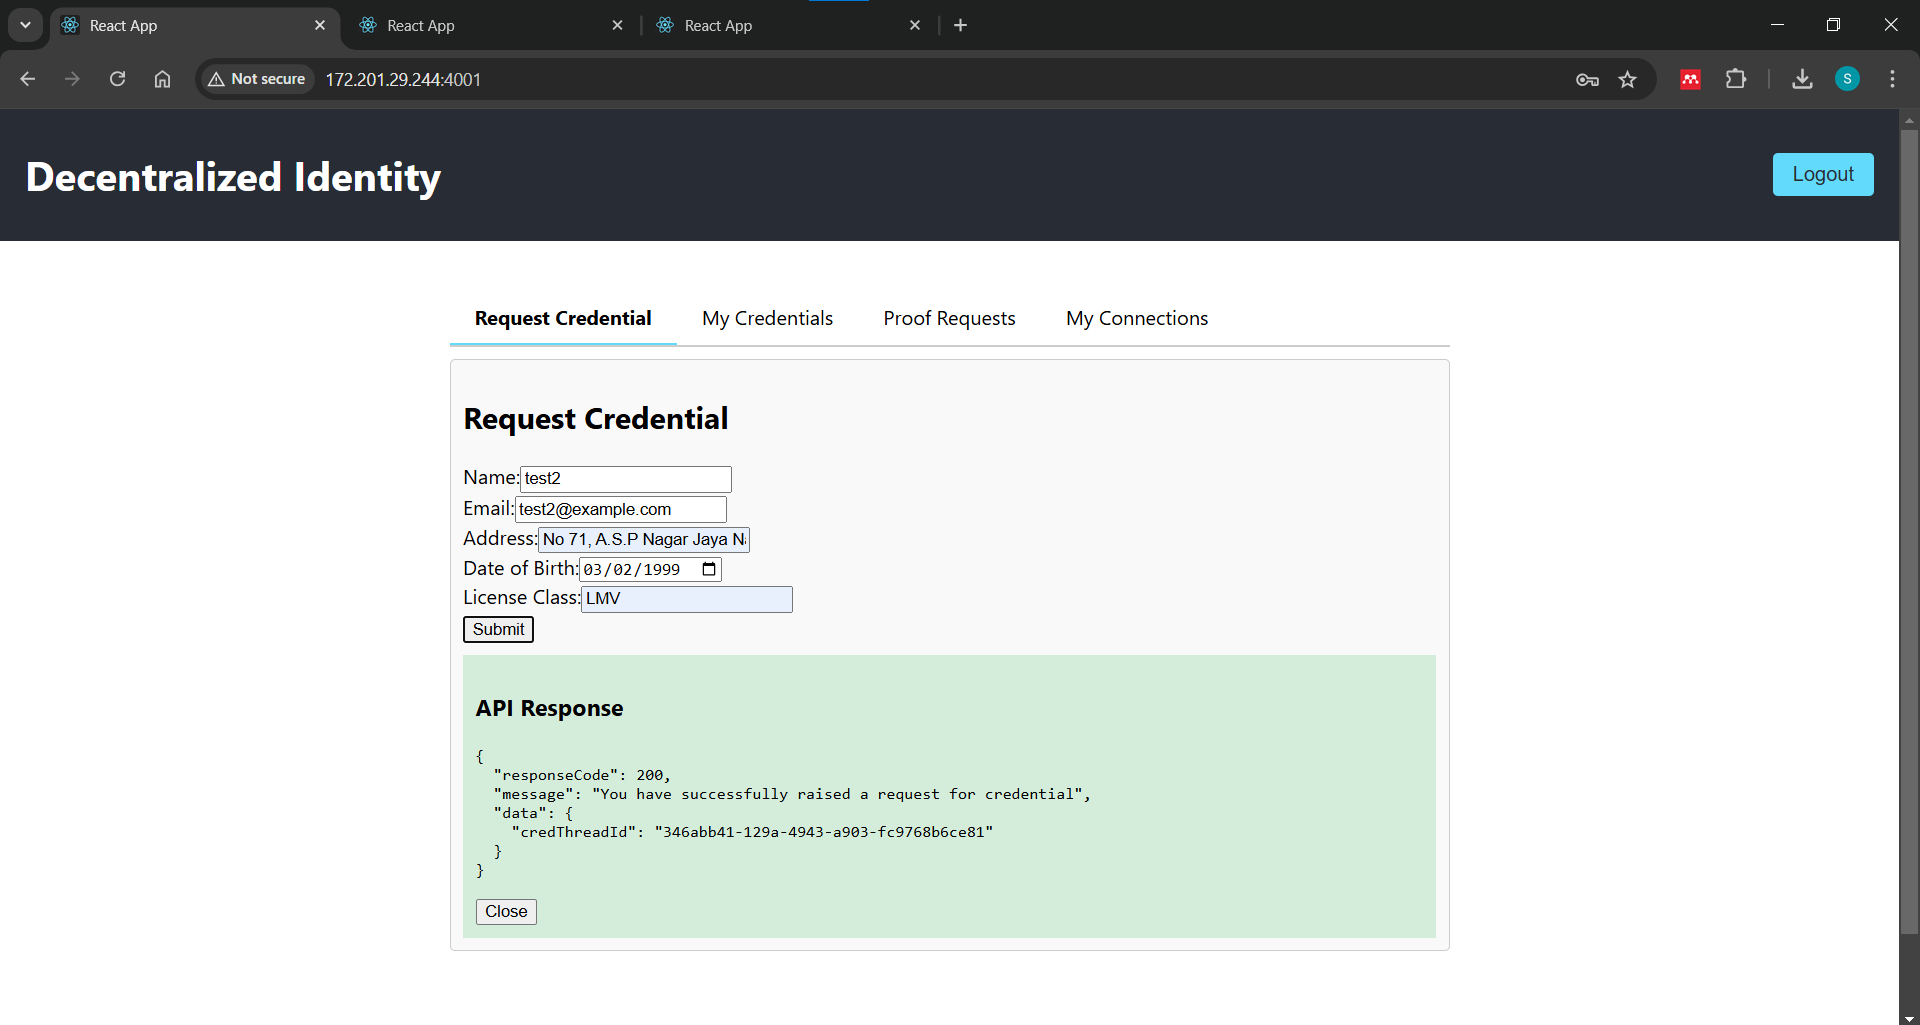 React App
React App
React App
Not secure
172.201.29.244:4001
S
Decentralized Identity
Logout
Request Credential
My Credentials
Proof Requests
My Connections
Request Credential
Name: test2
Email: test2@example.com
Address: No 71, A.S.P Nagar Jaya
Date of Birth: 03/02/1999
License Class: LMV
Submit
API Response
{
"responseCode": 200,
"message": "You have successfully raised a request for credential",
"data": {
"credThreadId": "346abb41-129a-4943-a903-fc9768b6ce81"
}
}
Close